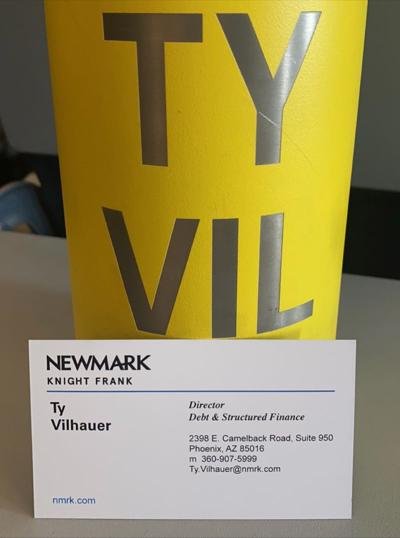 TY
VIL
NEWMARK
KNIGHT FRANK
Ty
Vilhauer
Director
Debt & Structured Finance
2398 E. Camelback Road, Suite 950
Phoenix, AZ 85016
m 360-907-5999
Ty.Vilhauer@nmrk.com
nmrk.com